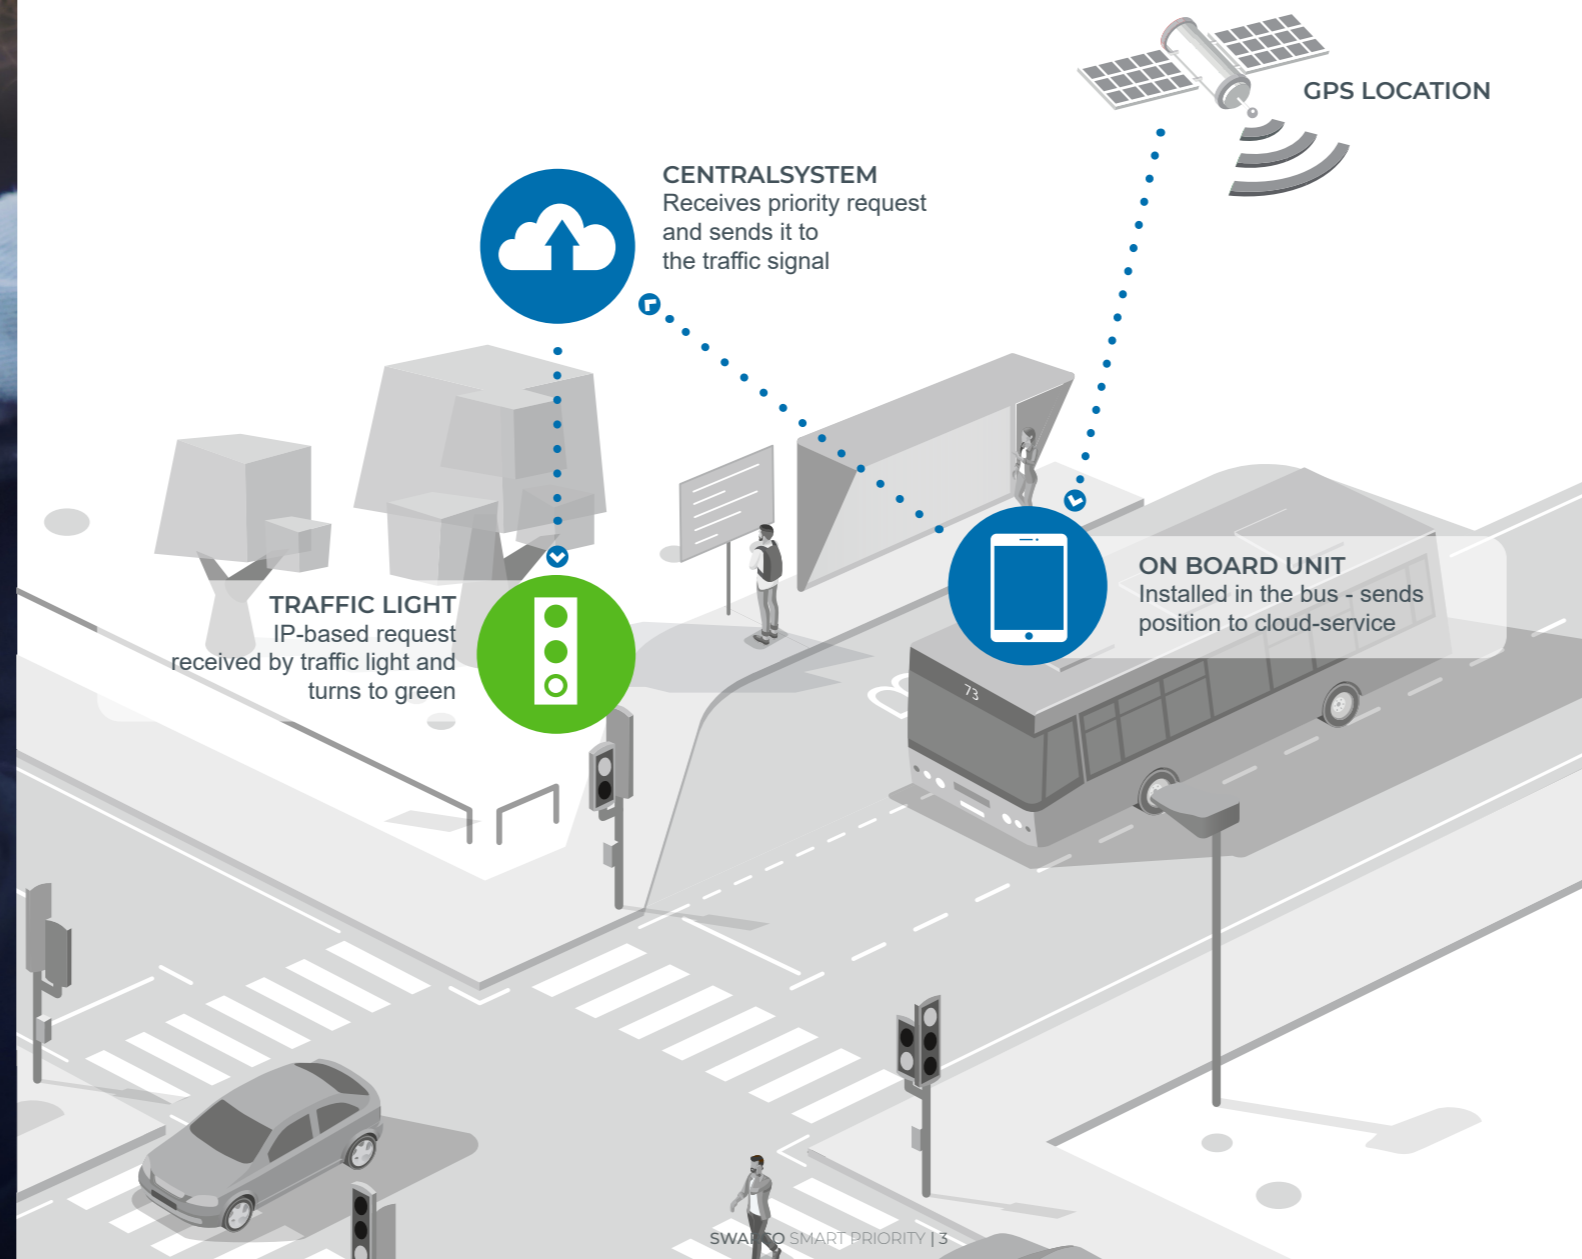 GPS LOCATION
CENTRALSYSTEM
Receives priority request
and sends it to
the traffic signal
ON BOARD UNIT
Installed in the bus - sends
position to cloud-service
TRAFFIC LIGHT
IP-based request
received by traffic light and
turns to green
73
SWARCO SMART PRIORITY | 3